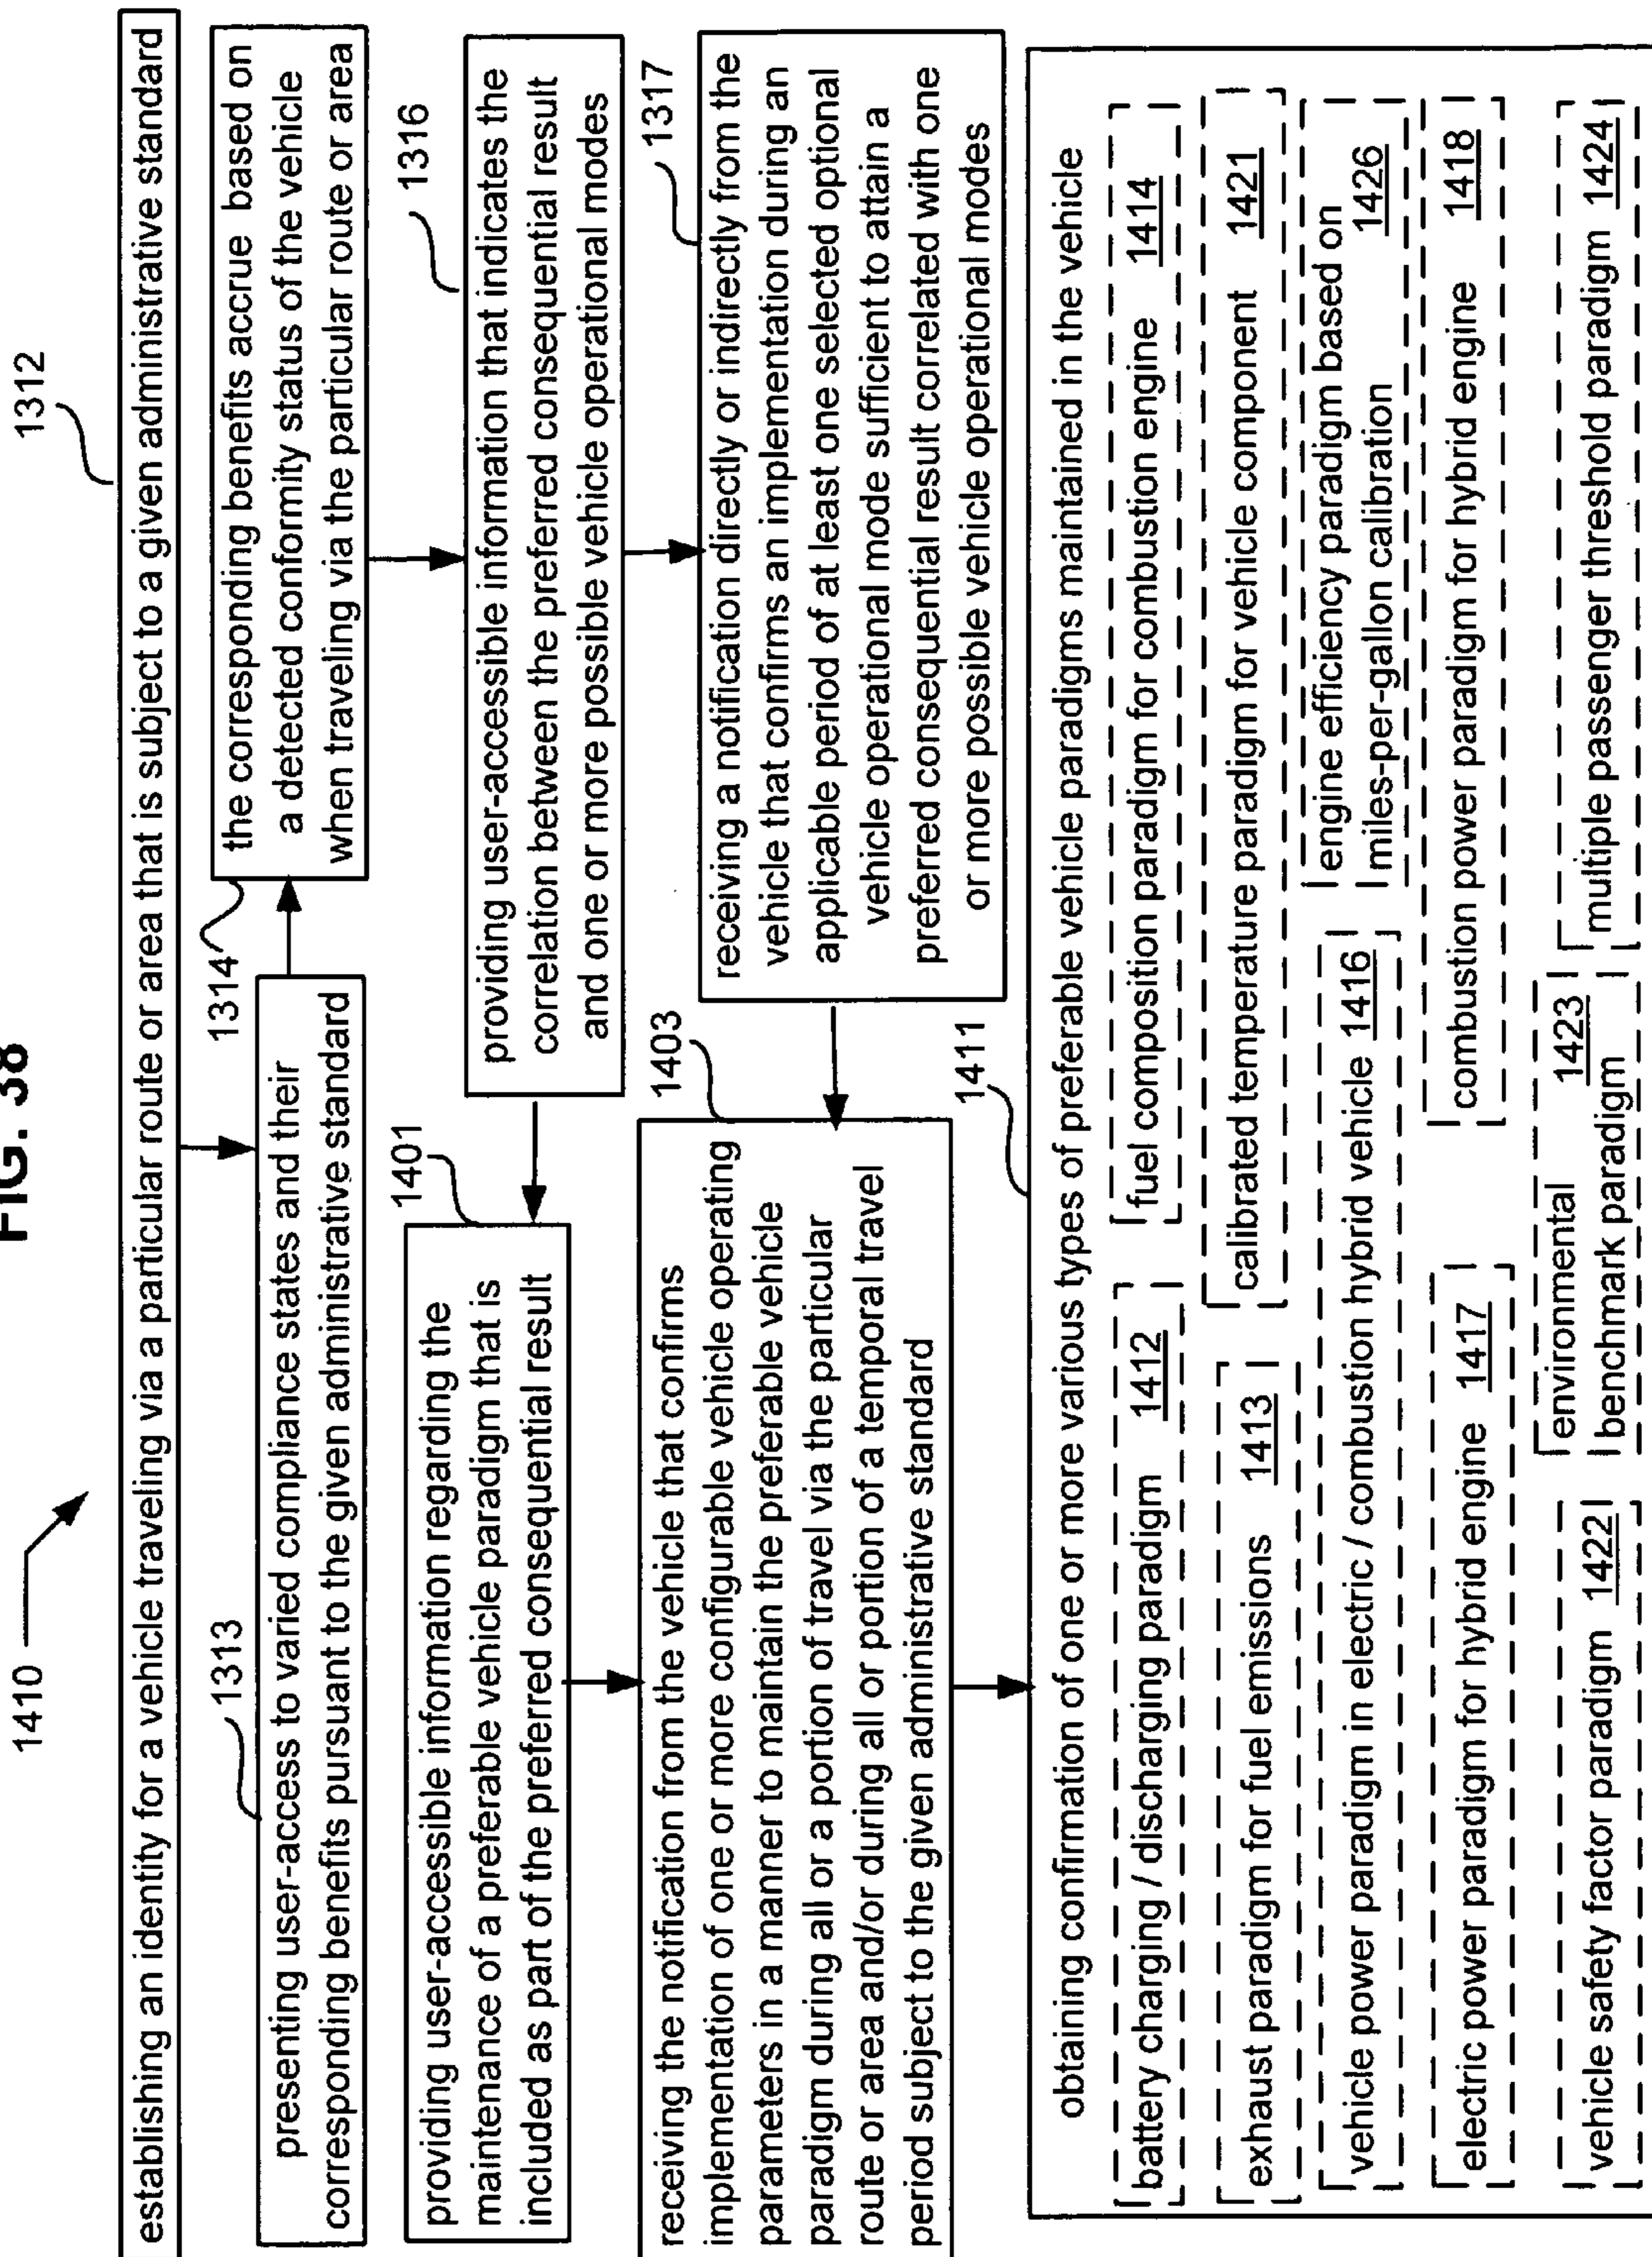 FIG. 38
1410
1312
establishing an identity for a vehicle traveling via a particular route or area that is subject to a given administrative standard
1313
presenting user-access to varied compliance states and their
corresponding benefits pursuant to the given administrative standard
1314
the corresponding benefits accrue based on
a detected conformity status of the vehicle
when traveling via the particular route or area
1316
providing user-accessible information that indicates the
correlation between the preferred consequential result
and one or more possible vehicle operational modes
1401
providing user-accessible information regarding the
maintenance of a preferable vehicle paradigm that is
included as part of the preferred consequential result
1317
receiving a notification directly or indirectly from the
vehicle that confirms an implementation during an
applicable period of at least one selected optional
vehicle operational mode sufficient to attain a
preferred consequential result correlated with one
or more possible vehicle operational modes
1403
receiving the notification from the vehicle that confirms
implementation of one or more configurable vehicle operating
parameters in a manner to maintain the preferable vehicle
paradigm during all or a portion of travel via the particular
route or area and/or during all or portion of a temporal travel
period subject to the given administrative standard
1411
obtaining confirmation of one or more various types of preferable vehicle paradigms maintained in the vehicle
battery charging / discharging paradigm 1412
fuel composition paradigm for combustion engine 1414
exhaust paradigm for fuel emissions 1413
calibrated temperature paradigm for vehicle component 1421
vehicle power paradigm in electric / combustion hybrid vehicle 1416
engine efficiency paradigm based on
miles-per-gallon calibration 1426
electric power paradigm for hybrid engine 1417
combustion power paradigm for hybrid engine 1418
vehicle safety factor paradigm 1422
environmental 1423
benchmark paradigm
multiple passenger threshold paradigm 1424